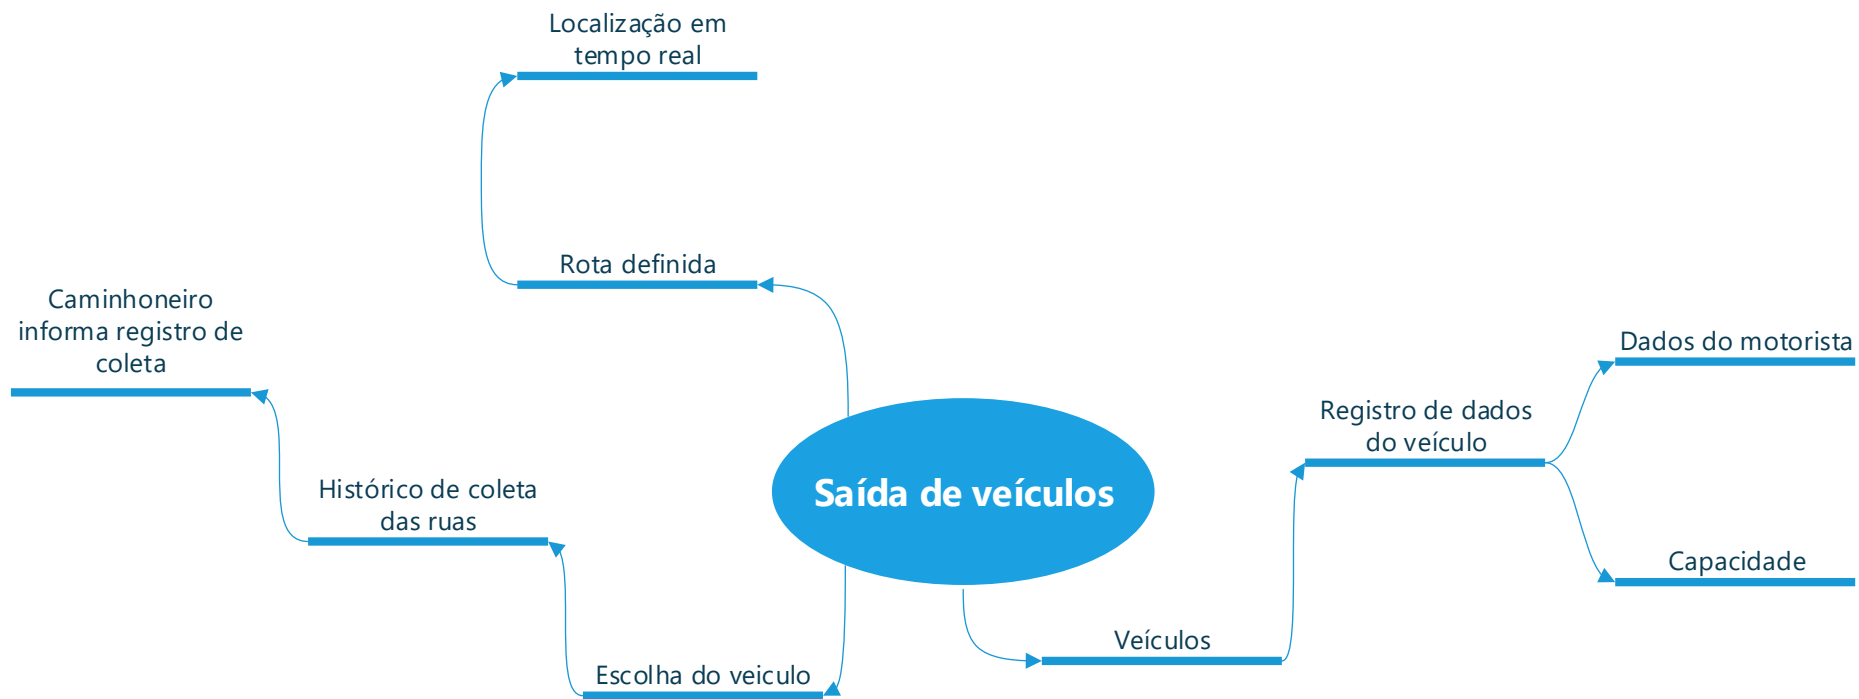 Localização em
tempo real
Rota definida
Caminhoneiro
informa registro de
coleta
Dados do motorista
Registro de dados
do veículo
Histórico de coleta
das ruas
Saída de veículos
Capacidade
Veículos
Escolha do veiculo